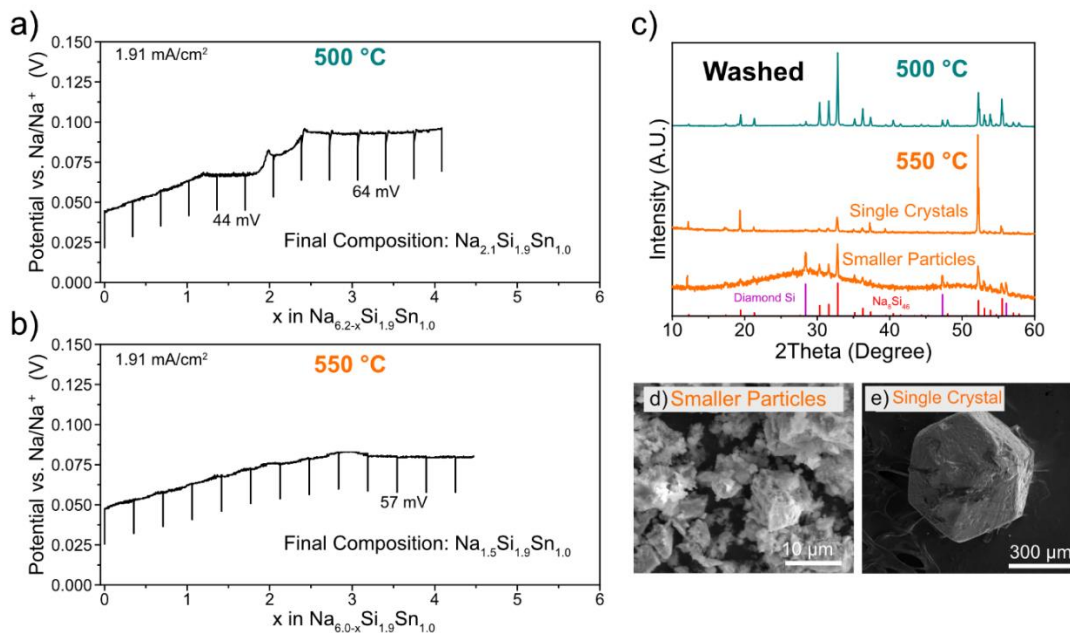 a)
1.91 mA/cm²
500 °C
0.150
0.125
0.100
0.075
0.050
0.025
0.000
Potential vs. Na/Na⁺ (V)
44 mV
64 mV
Final Composition: Na₂.₁Si₁.₉Sn₁.₀
0 1 2 3 4 5 6
x in Na₆.₂₋ₓSi₁.₉Sn₁.₀
b)
1.91 mA/cm²
550 °C
0.150
0.125
0.100
0.075
0.050
0.025
0.000
Potential vs. Na/Na⁺ (V)
57 mV
Final Composition: Na₁.₅Si₁.₉Sn₁.₀
0 1 2 3 4 5 6
x in Na₆.₀₋ₓSi₁.₉Sn₁.₀
c)
Washed
500 °C
550 °C
Single Crystals
Smaller Particles
Diamond Si
Na₈Si₄₆
Intensity (A.U.)
10 20 30 40 50 60
2Theta (Degree)
d) Smaller Particles
10 µm
e) Single Crystal
300 µm